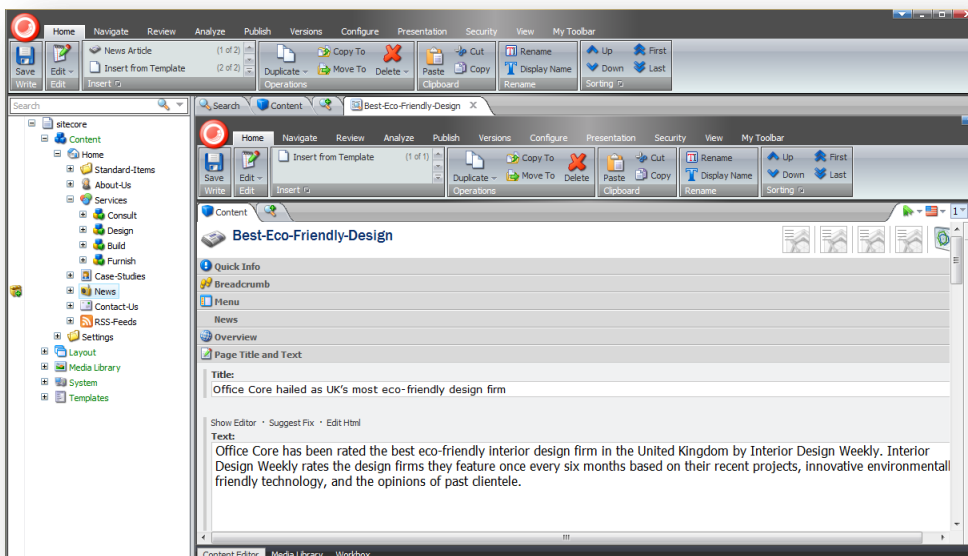 Home Navigate Review Analyze Publish Versions Configure Presentation Security View My Toolbar
News Article (1 of 2) Copy To Cut Rename Up First
Save Edit Insert from Template (2 of 2) Duplicate Move To Delete Paste Copy Display Name Down Last
Write Edit Insert Operations Clipboard Rename Sorting
Search
Search Content Best-Eco-Friendly-Design X
sitecore
Content
Home
Standard-Items
About-Us
Services
Consult
Design
Build
Furnish
Case-Studies
News
Contact-Us
RSS-Feeds
Settings
Layout
Media Library
System
Templates
Home Navigate Review Analyze Publish Versions Configure Presentation Security View My Toolbar
Insert from Template (1 of 1) Copy To Cut Rename Up First
Save Edit Duplicate Move To Delete Paste Copy Display Name Down Last
Write Edit Insert Operations Clipboard Rename Sorting
Content 1
Best-Eco-Friendly-Design
Quick Info
Breadcrumb
Menu
News
Overview
Page Title and Text
Title:
Office Core hailed as UK's most eco-friendly design firm
Show Editor · Suggest Fix · Edit Html
Text:
Office Core has been rated the best eco-friendly interior design firm in the United Kingdom by Interior Design Weekly. Interior
Design Weekly rates the design firms they feature once every six months based on their recent projects, innovative environmentall
friendly technology, and the opinions of past clientele.
Content Editor Media Library Workbox